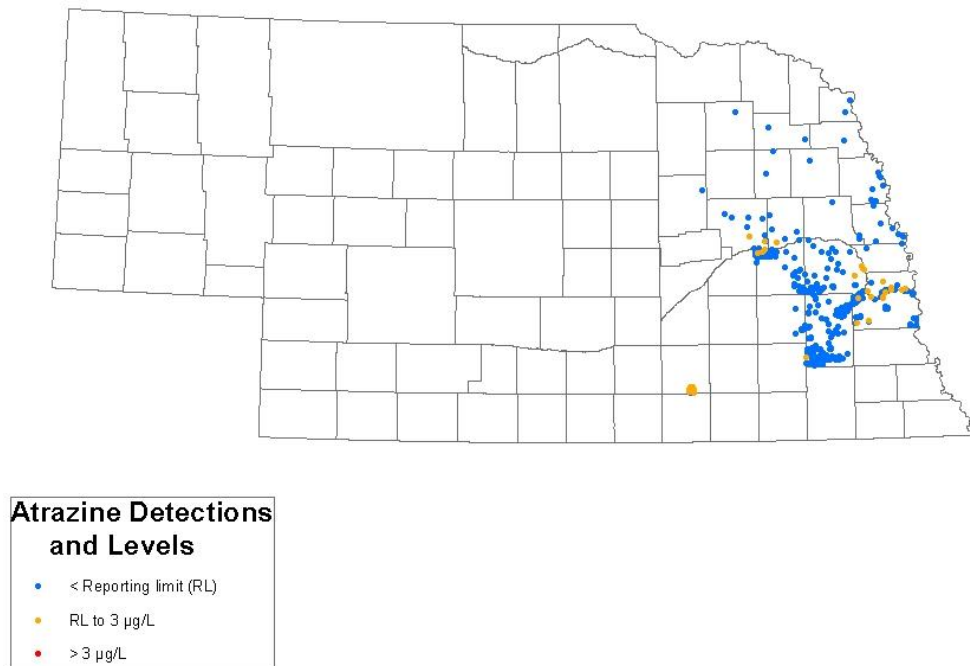 Atrazine Detections
and Levels
< Reporting limit (RL)
RL to 3 µg/L
> 3 µg/L